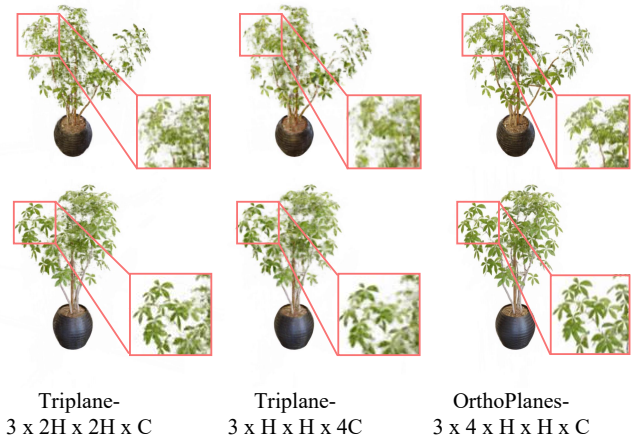 Triplane-
3 x 2H x 2H x C
Triplane-
3 x H x H x 4C
OrthoPlanes-
3 x 4 x H x H x C